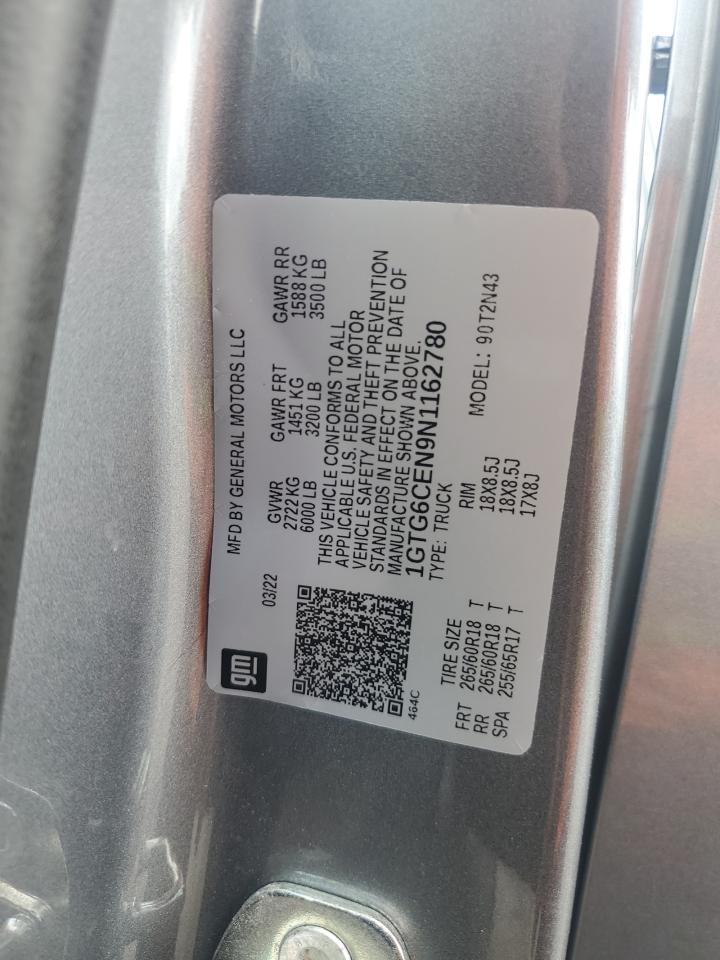 gm
MFD BY GENERAL MOTORS LLC
03/22
GVWR GAWR FRT GAWR RR
2722 KG 1451 KG 1588 KG
6000 LB 3200 LB 3500 LB
THIS VEHICLE CONFORMS TO ALL
APPLICABLE U.S. FEDERAL MOTOR
VEHICLE SAFETY AND THEFT PREVENTION
STANDARDS IN EFFECT ON THE DATE OF
MANUFACTURE SHOWN ABOVE.
1GTG6CEN9N1162780
464C
TYPE: TRUCK
TIRE SIZE RIM MODEL: 90T2N43
FRT 265/60R18 T 18X8.5J
RR 265/60R18 T 18X8.5J
SPA 255/65R17 T 17X8J